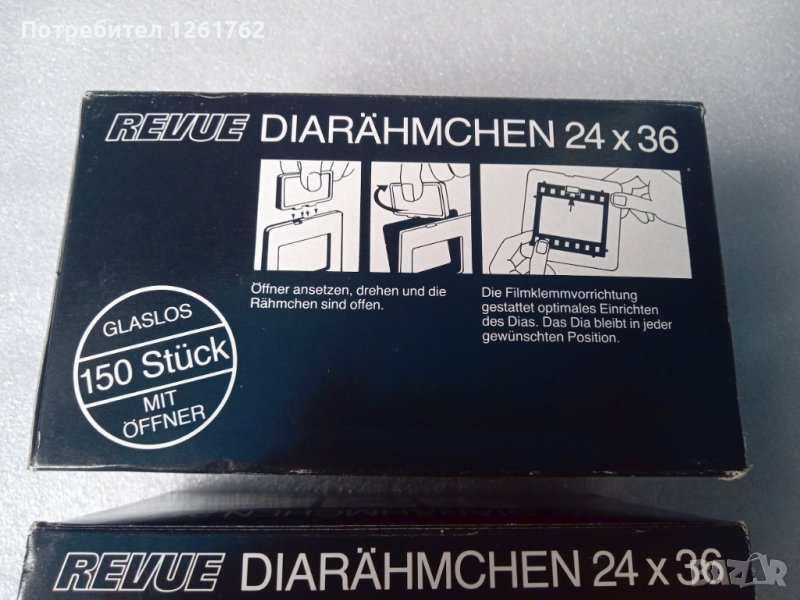 Потребител 1261762
REVUE DIARÄHMCHEN 24 x 36
Öffner ansetzen, drehen und die
Rähmchen sind offen.
Die Filmklemmvorrichtung
gestattet optimales Einrichten
des Dias. Das Dia bleibt in jeder
gewünschten Position.
GLASLOS
150 Stück
MIT
ÖFFNER
REVUE DIARÄHMCHEN 24 x 36
BAZAR